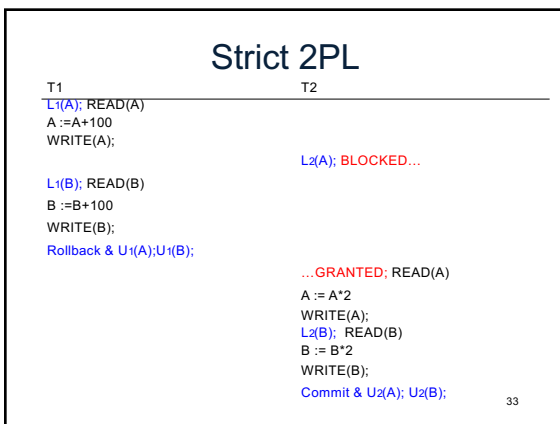 Strict 2PL
T1 T2
L1(A); READ(A)
A :=A+100
WRITE(A);
L2(A); BLOCKED…
L1(B); READ(B)
B :=B+100
WRITE(B);
Rollback & U1(A);U1(B);
…GRANTED; READ(A)
A := A*2
WRITE(A);
L2(B); READ(B)
B := B*2
WRITE(B);
Commit & U2(A); U2(B);
33